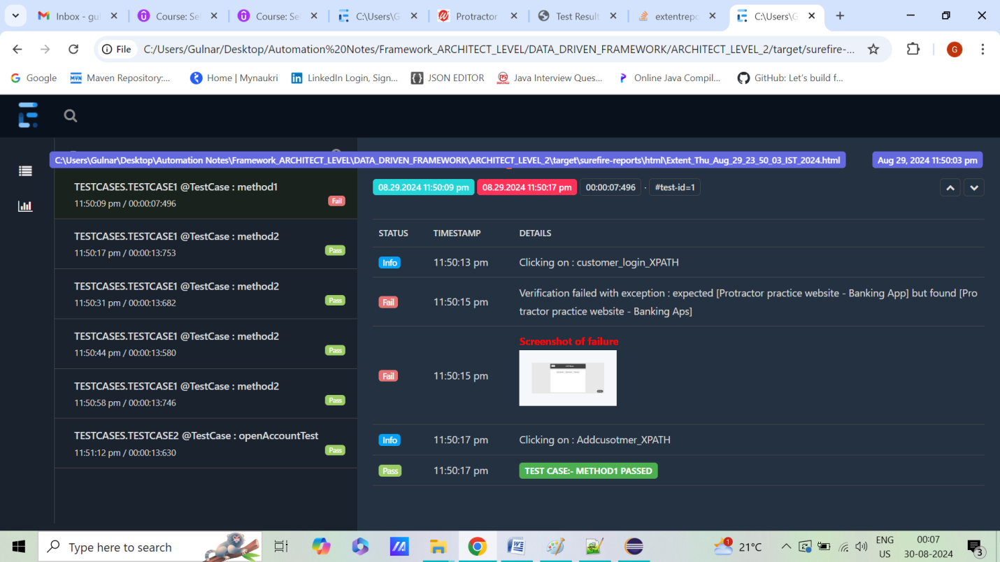 Inbox - gul
Course: Se
Course: Se
C:\Users\G
Protractor
Test Result
extentrepo
C:\Users\G
File
C:/Users/Gulnar/Desktop/Automation%20Notes/Framework_ARCHITECT_LEVEL/DATA_DRIVEN_FRAMEWORK/ARCHITECT_LEVEL_2/target/surefire-...
G
Google
MVN
Maven Repository:...
Home | Mynaukri
LinkedIn Login, Sign...
JSON EDITOR
Java Interview Ques...
Online Java Compil...
GitHub: Let's build f...
C:\Users\Gulnar\Desktop\Automation Notes\Framework_ARCHITECT_LEVEL\DATA_DRIVEN_FRAMEWORK\ARCHITECT_LEVEL_2\target\surefire-reports\html\Extent_Thu_Aug_29_23_50_03_IST_2024.html
Aug 29, 2024 11:50:03 pm
TESTCASES.TESTCASE1 @TestCase : method1
11:50:09 pm / 00:00:07:496
Fail
TESTCASES.TESTCASE1 @TestCase : method2
11:50:17 pm / 00:00:13:753
Pass
TESTCASES.TESTCASE1 @TestCase : method2
11:50:31 pm / 00:00:13:682
Pass
TESTCASES.TESTCASE1 @TestCase : method2
11:50:44 pm / 00:00:13:580
Pass
TESTCASES.TESTCASE1 @TestCase : method2
11:50:58 pm / 00:00:13:746
Pass
TESTCASES.TESTCASE2 @TestCase : openAccountTest
11:51:12 pm / 00:00:13:630
Pass
08.29.2024 11:50:09 pm
08.29.2024 11:50:17 pm
00:00:07:496
· #test-id=1
STATUS TIMESTAMP DETAILS
Info 11:50:13 pm Clicking on : customer_login_XPATH
Fail 11:50:15 pm Verification failed with exception : expected [Protractor practice website - Banking App] but found [Pro
tractor practice website - Banking Aps]
Screenshot of failure
Fail 11:50:15 pm
Info 11:50:17 pm Clicking on : Addcusotmer_XPATH
Pass 11:50:17 pm TEST CASE:- METHOD1 PASSED
Type here to search
1
21°C
ENG
US
00:07
30-08-2024
3